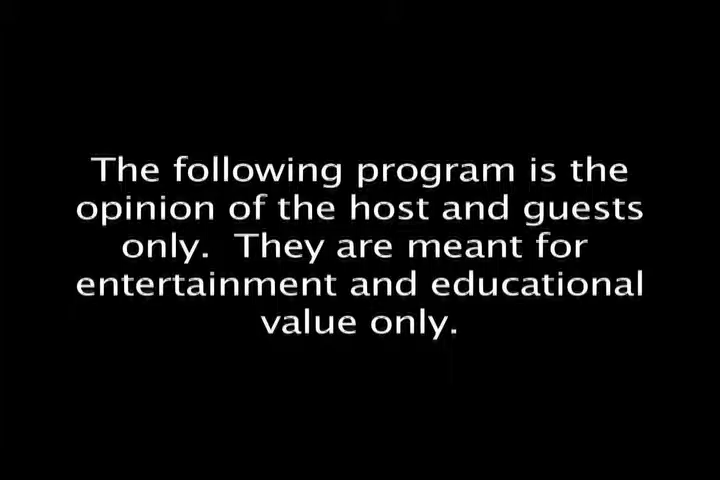 The following program is the
opinion of the host and guests
only.  They are meant for
entertainment and educational
value only.